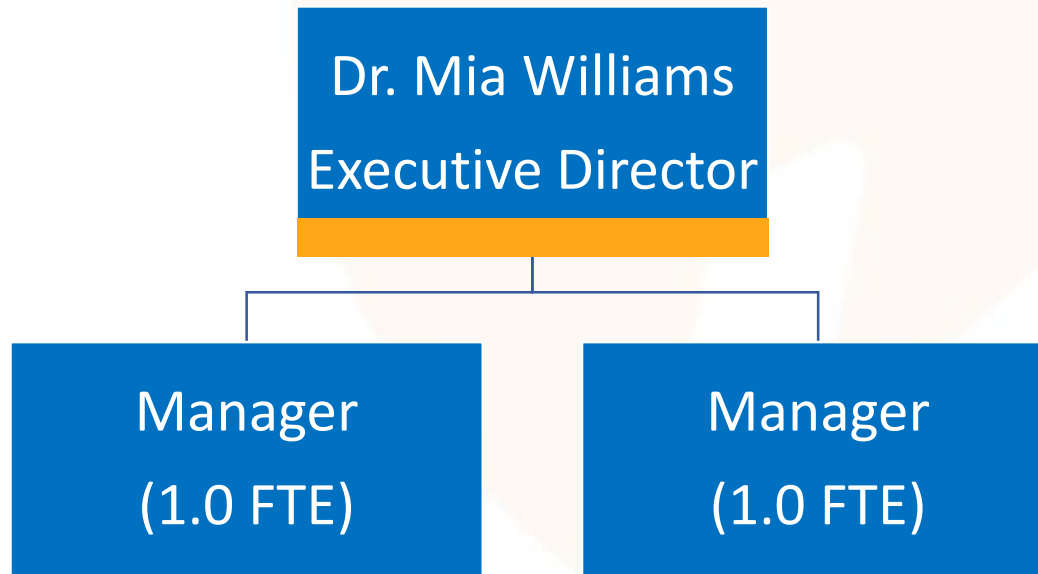 Dr. Mia Williams
Executive Director
Manager
(1.0 FTE)
Manager
(1.0 FTE)